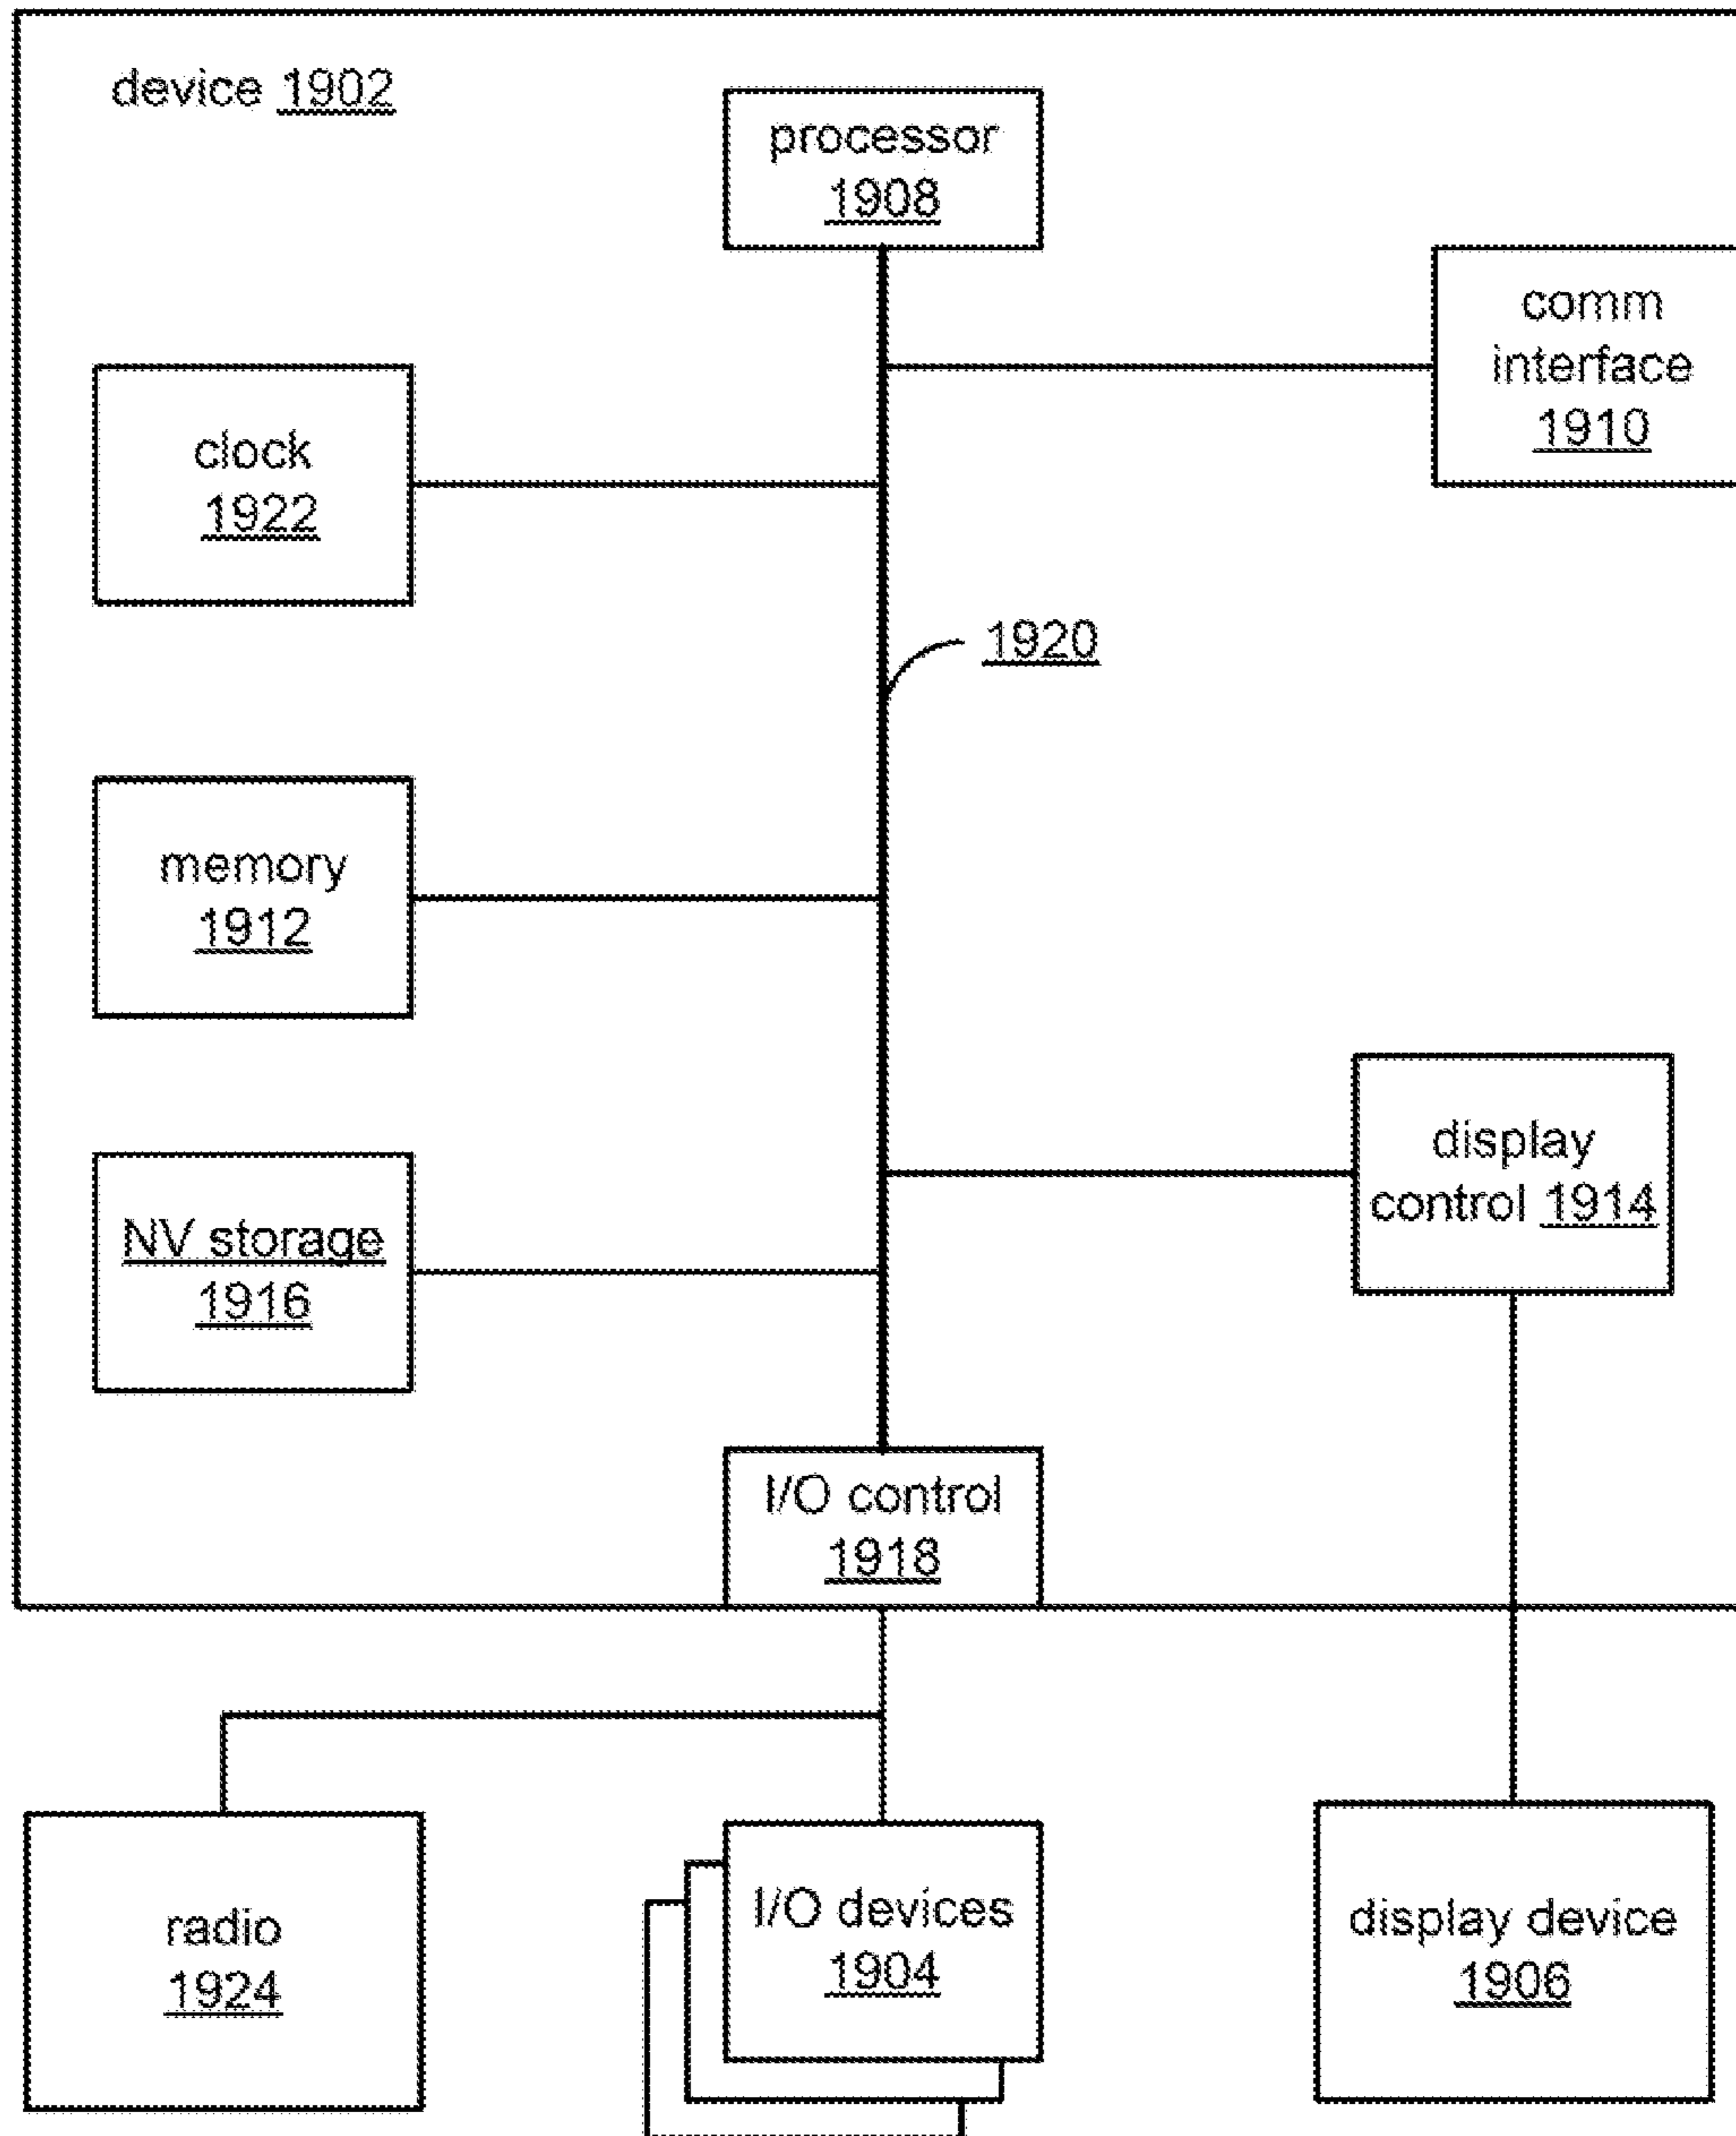 device 1902
processor
1908
comm
interface
1910
clock
1922
1920
memory
1912
display
control 1914
NV storage
1916
I/O control
1918
radio
1924
I/O devices
1904
display device
1906